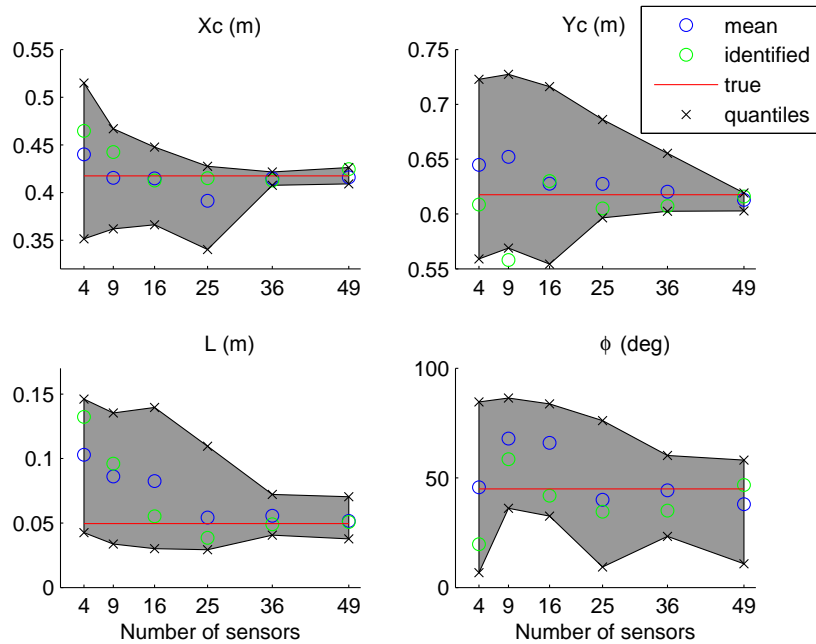 Xc (m)
0.55
0.5
0.45
0.4
0.35
4 9 16 25 36 49
Yc (m)
0.75
0.7
0.65
0.6
0.55
4 9 16 25 36 49
mean
identified
true
quantiles
L (m)
0.15
0.1
0.05
0
4 9 16 25 36 49
Number of sensors
ϕ (deg)
100
50
0
4 9 16 25 36 49
Number of sensors